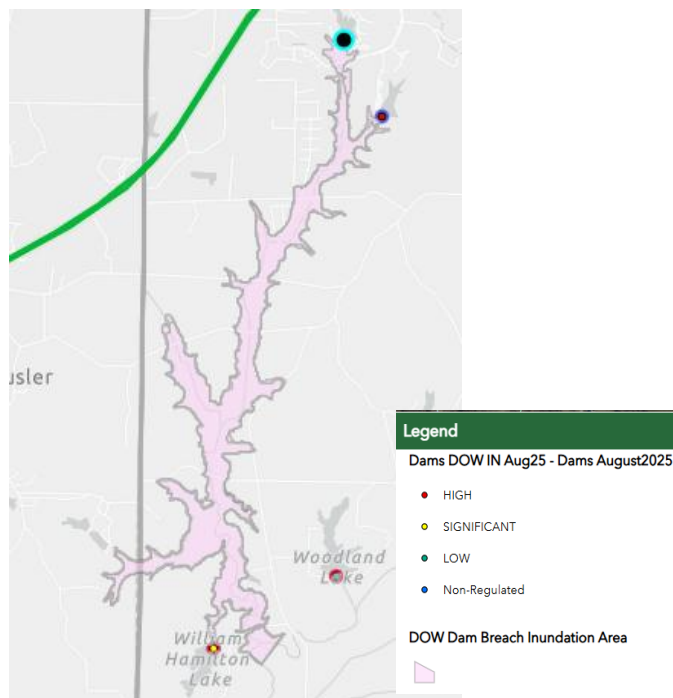 usler
Woodland
Lake
William
Hamilton
Lake
Legend
Dams DOW IN Aug25 - Dams August2025
HIGH
SIGNIFICANT
LOW
Non-Regulated
DOW Dam Breach Inundation Area